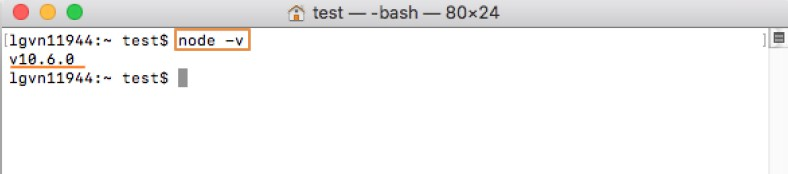 test — -bash — 80×24
[lgvn11944:~ test$ node -v ]
v10.6.0
lgvn11944:~ test$